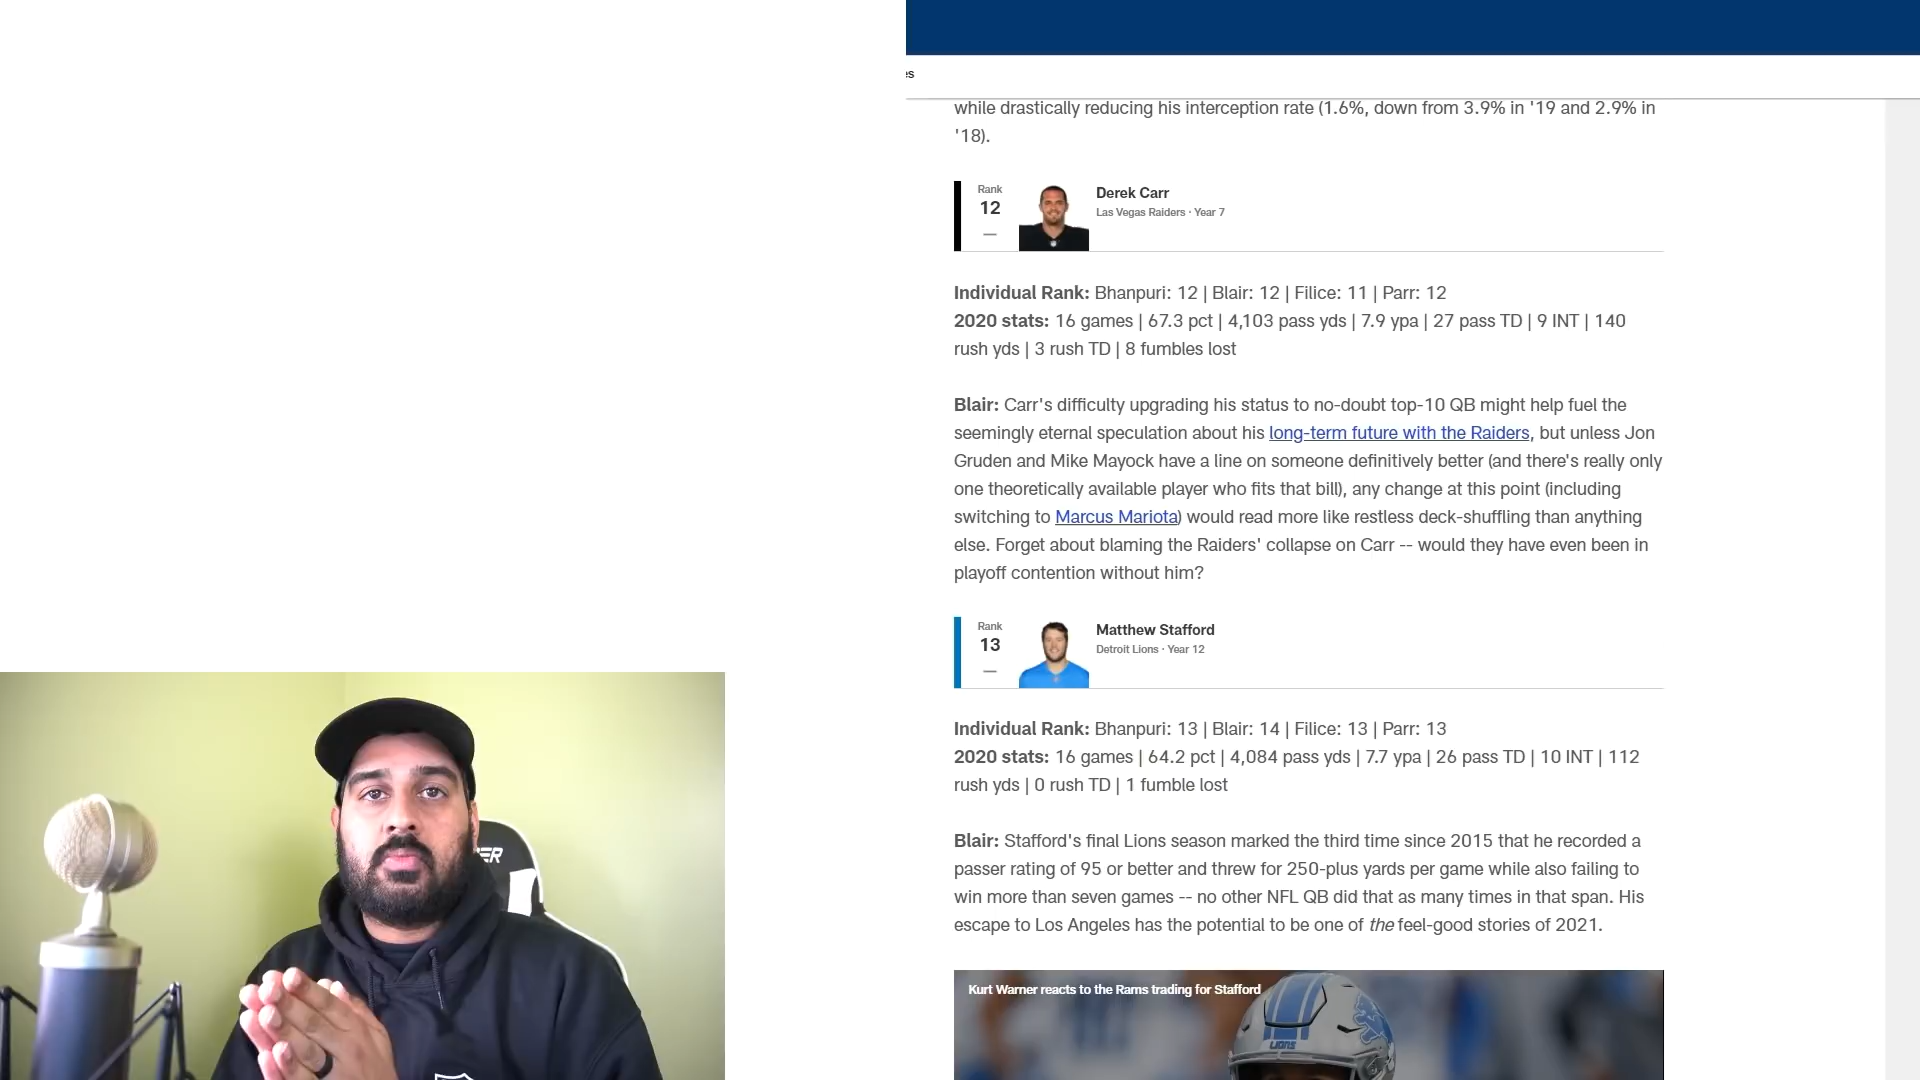 es
while drastically reducing his interception rate (1.6%, down from 3.9% in '19 and 2.9% in
'18).
Rank
12
—
Derek Carr
Las Vegas Raiders · Year 7
Individual Rank: Bhanpuri: 12 | Blair: 12 | Filice: 11 | Parr: 12
2020 stats: 16 games | 67.3 pct | 4,103 pass yds | 7.9 ypa | 27 pass TD | 9 INT | 140
rush yds | 3 rush TD | 8 fumbles lost
Blair: Carr's difficulty upgrading his status to no-doubt top-10 QB might help fuel the
seemingly eternal speculation about his long-term future with the Raiders, but unless Jon
Gruden and Mike Mayock have a line on someone definitively better (and there's really only
one theoretically available player who fits that bill), any change at this point (including
switching to Marcus Mariota) would read more like restless deck-shuffling than anything
else. Forget about blaming the Raiders' collapse on Carr -- would they have even been in
playoff contention without him?
Rank
13
—
Matthew Stafford
Detroit Lions · Year 12
Individual Rank: Bhanpuri: 13 | Blair: 14 | Filice: 13 | Parr: 13
2020 stats: 16 games | 64.2 pct | 4,084 pass yds | 7.7 ypa | 26 pass TD | 10 INT | 112
rush yds | 0 rush TD | 1 fumble lost
Blair: Stafford's final Lions season marked the third time since 2015 that he recorded a
passer rating of 95 or better and threw for 250-plus yards per game while also failing to
win more than seven games -- no other NFL QB did that as many times in that span. His
escape to Los Angeles has the potential to be one of the feel-good stories of 2021.
Kurt Warner reacts to the Rams trading for Stafford
LIONS
ER